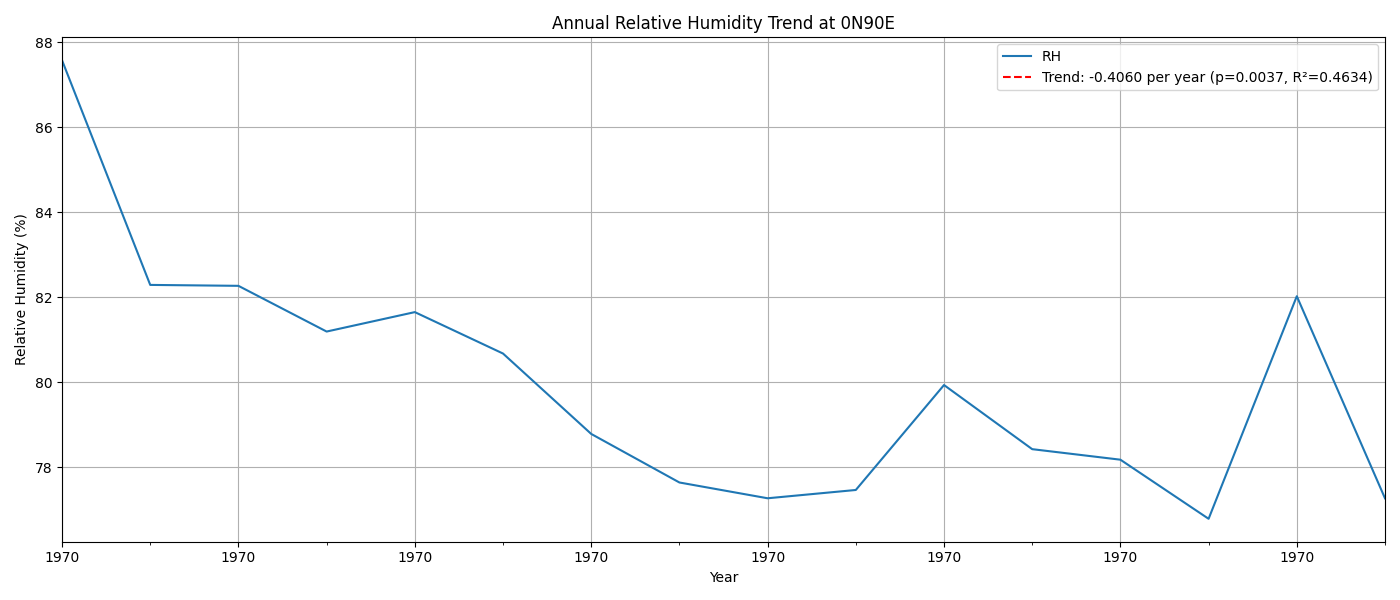 Annual Relative Humidity Trend at 0N90E
RH
Trend: -0.4060 per year (p=0.0037, R²=0.4634)
Relative Humidity (%)
88
86
84
82
80
78
1970 1970 1970 1970 1970 1970 1970 1970
Year